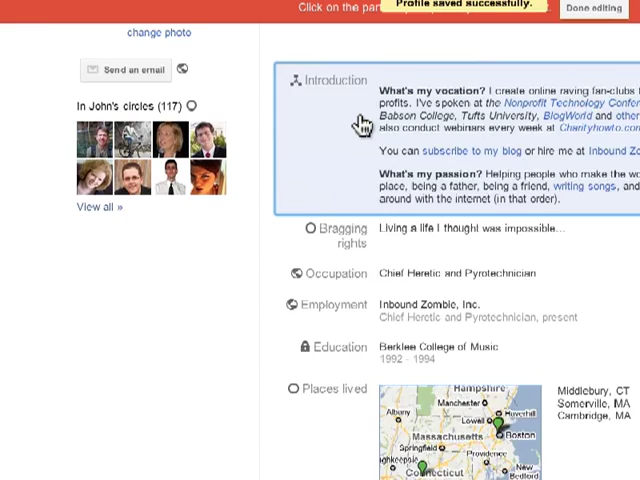 Click on the par
Profile saved successfully.
Done editing
change photo
Send an email
In John's circles (117)
View all »
Introduction
What's my vocation? I create online raving fan-clubs
profits. I've spoken at the Nonprofit Technology Confer
Babson College, Tufts University, BlogWorld and other
also conduct webinars every week at Charityhowto.com
You can subscribe to my blog or hire me at Inbound Zo
What's my passion? Helping people who make the wo
place, being a father, being a friend, writing songs, and
around with the internet (in that order).
Bragging
rights
Living a life I thought was impossible...
Occupation
Chief Heretic and Pyrotechnician
Employment
Inbound Zombie, Inc.
Chief Heretic and Pyrotechnician, present
Education
Berklee College of Music
1992 - 1994
Places lived
Middlebury, CT
Somerville, MA
Cambridge, MA
Hampshire
Manchester
Albany
Haverhill
Lowell
Massachusetts
Boston
Springfield
ghkeepsie
Providence
Connecticut
New
Bedford